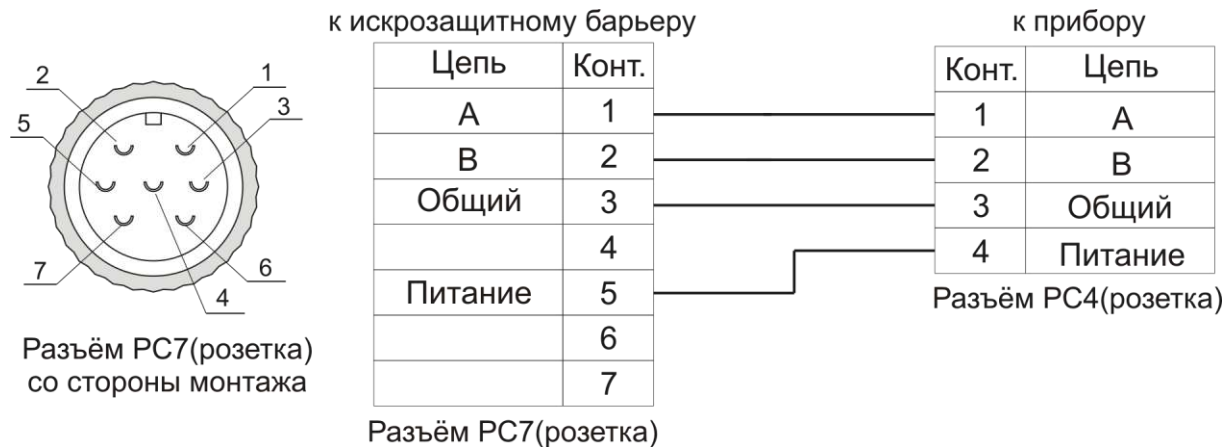 к искрозащитному барьеру
к прибору
2
1
3
5
7
6
4
Разъём РС7(розетка)
со стороны монтажа
Цепь Конт.
А 1
В 2
Общий 3
4
Питание 5
6
7
Разъём РС7(розетка)
Конт. Цепь
1 А
2 В
3 Общий
4 Питание
Разъём РС4(розетка)